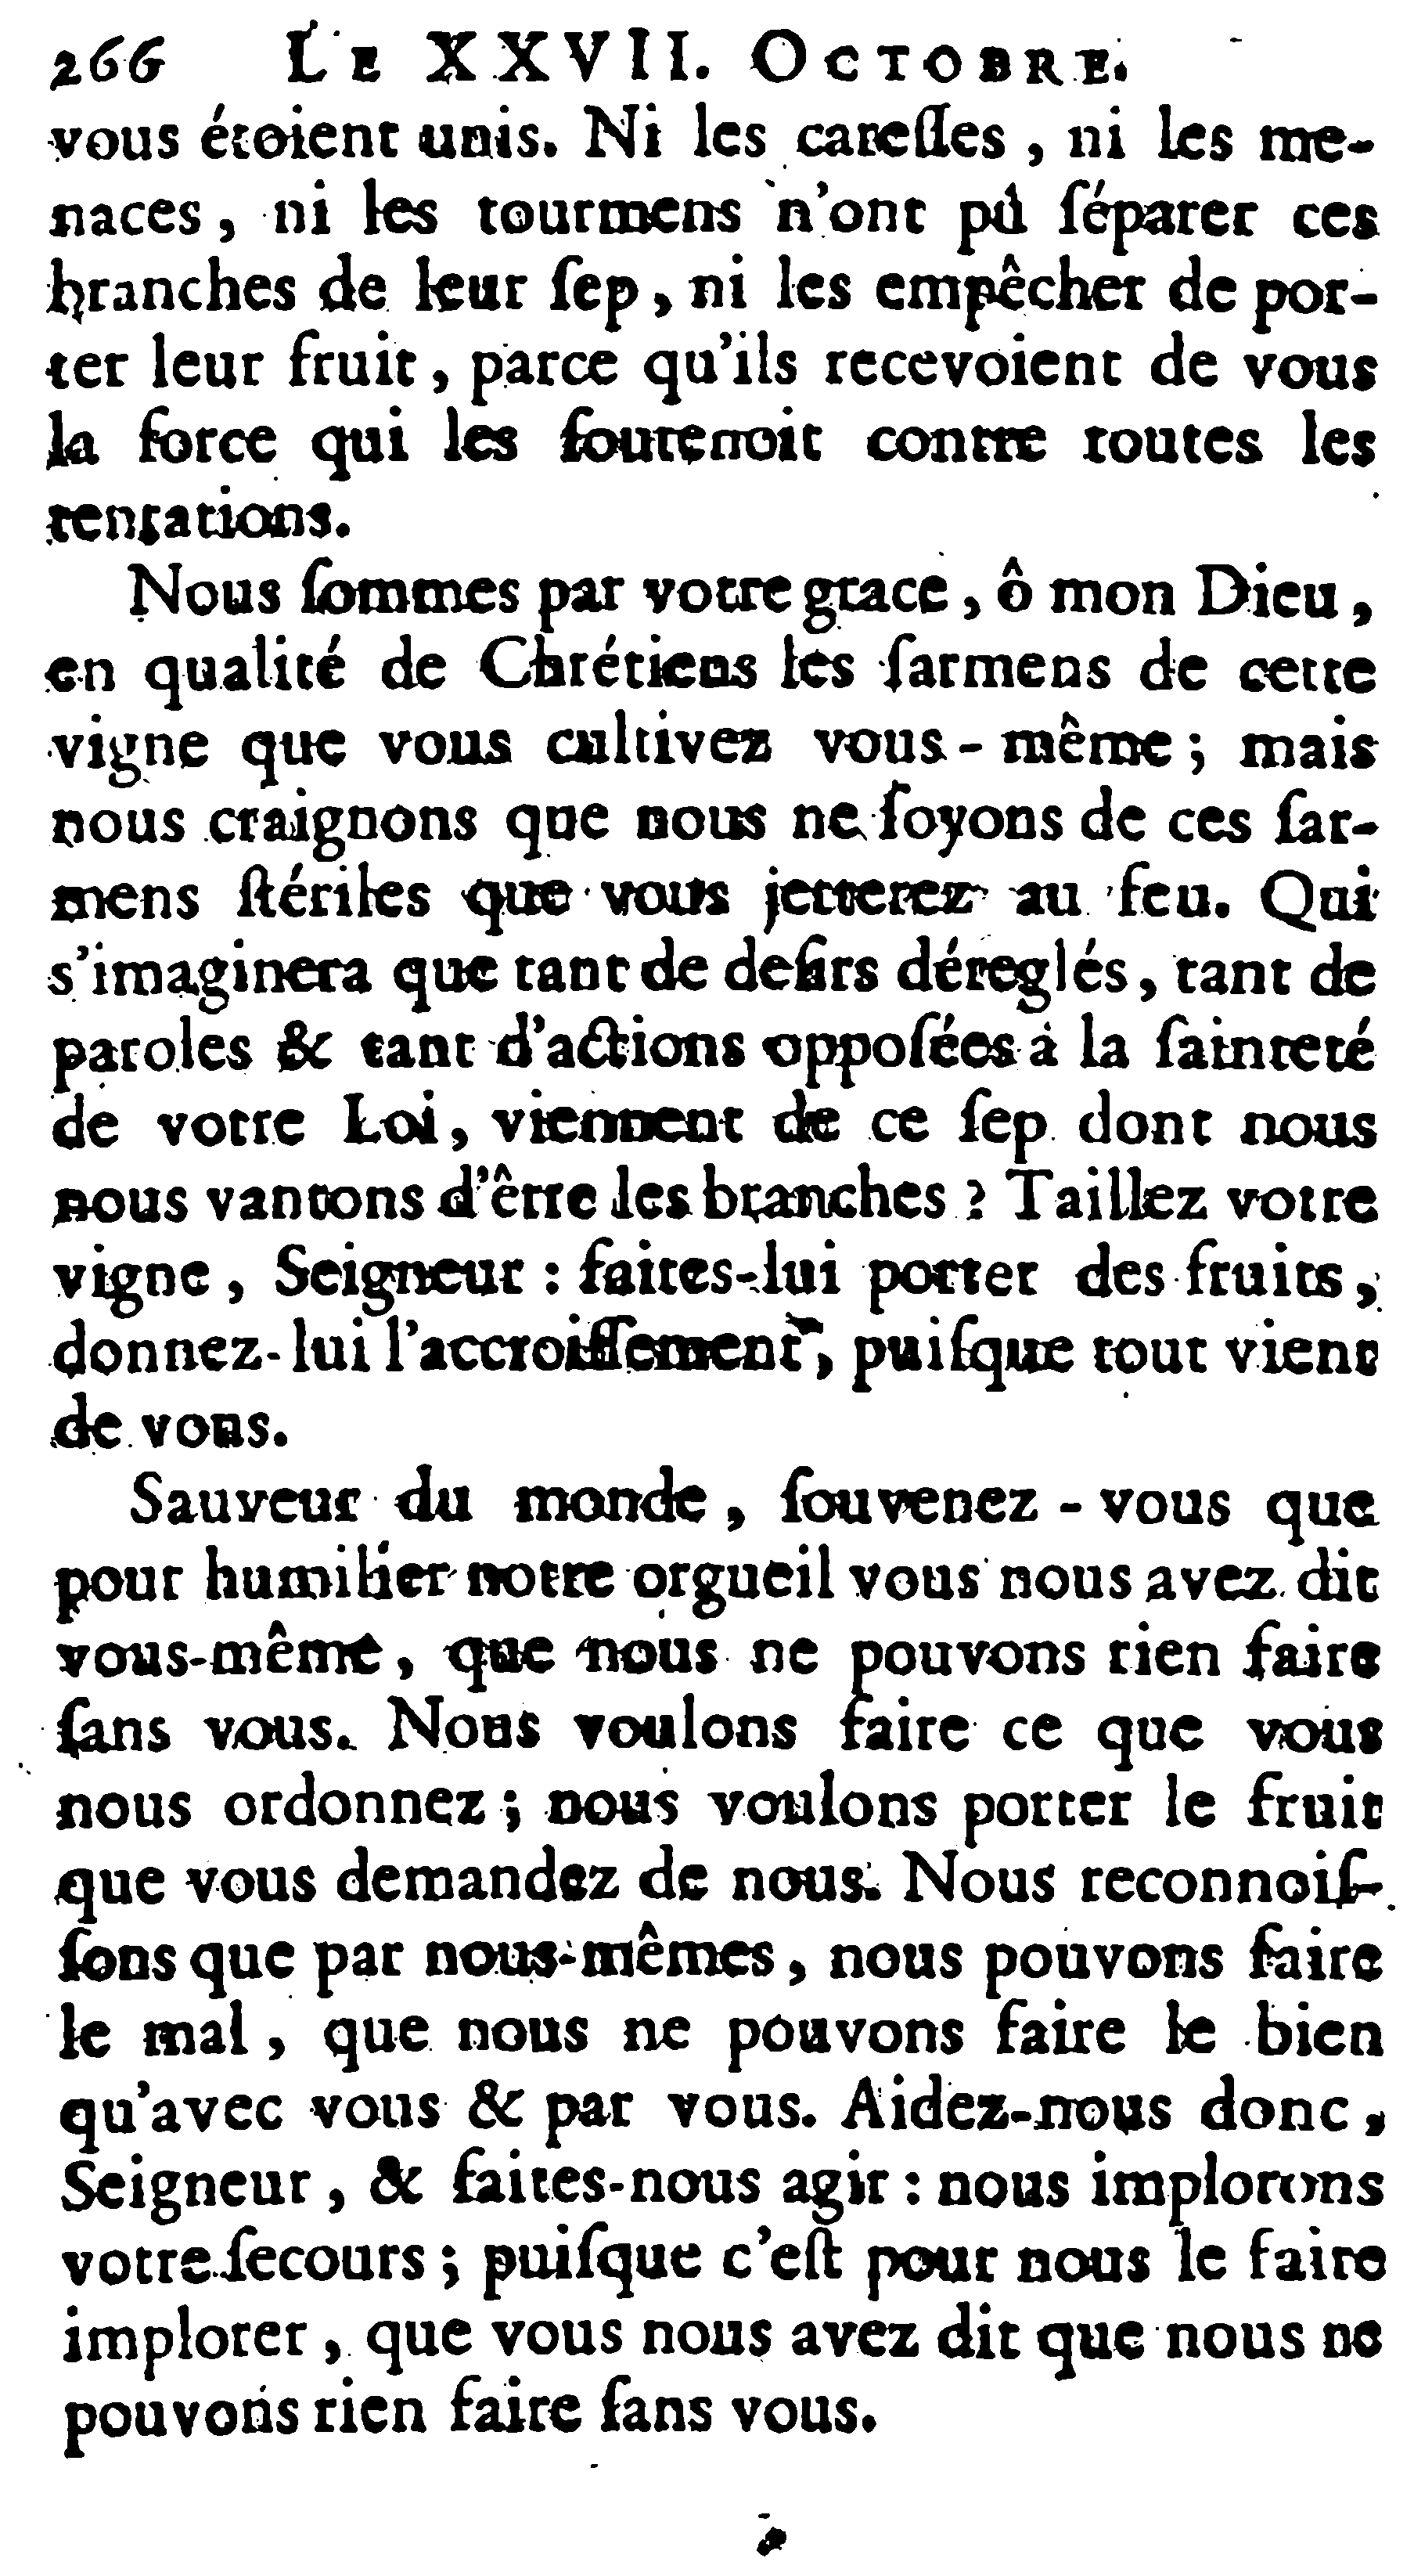 266 LE XXVII. OCTOBRE.
vous étoient unis. Ni les careſſes, ni les me-
naces, ni les tourmens n'ont pû ſéparer ces
branches de leur ſep, ni les empêcher de por-
ter leur fruit, parce qu'ils recevoient de vous
la force qui les ſoutenoit contre toutes les
tentations.
Nous ſommes par votre grace, ô mon Dieu,
en qualité de Chrétiens les ſarmens de cette
vigne que vous cultivez vous-même; mais
nous craignons que nous ne ſoyons de ces ſar-
mens ſtériles que vous jetterez au feu. Qui
s'imaginera que tant de deſirs déreglés, tant de
paroles & tant d'actions oppoſées à la ſainteté
de votre Loi, viennent de ce ſep dont nous
nous vantons d'être les branches? Taillez votre
vigne, Seigneur: faites-lui porter des fruits,
donnez-lui l'accroiſſement, puiſque tout vient
de vous.
Sauveur du monde, ſouvenez-vous que
pour humilier notre orgueil vous nous avez dit
vous-même, que nous ne pouvons rien faire
ſans vous. Nous voulons faire ce que vous
nous ordonnez; nous voulons porter le fruit
que vous demandez de nous. Nous reconnoiſ-
ſons que par nous-mêmes, nous pouvons faire
le mal, que nous ne pouvons faire le bien
qu'avec vous & par vous. Aidez-nous donc,
Seigneur, & faites-nous agir: nous implorons
votre ſecours; puiſque c'eſt pour nous le faire
implorer, que vous nous avez dit que nous ne
pouvons rien faire ſans vous.